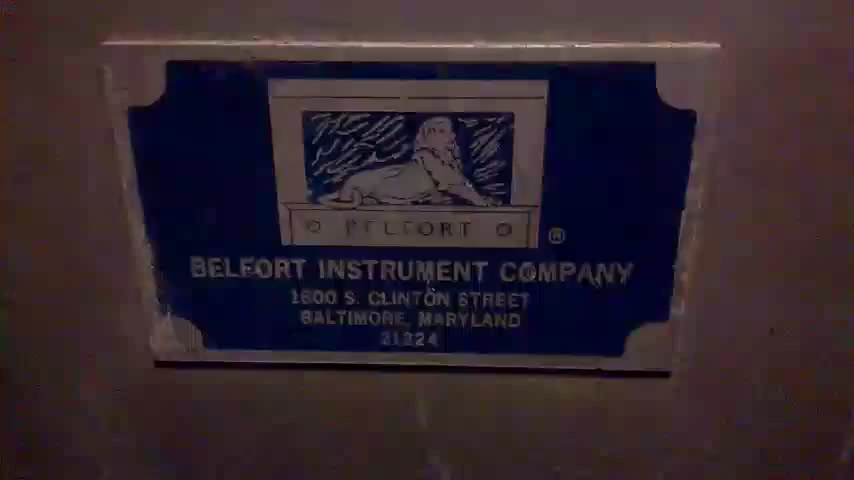 BELFORT
®
BELFORT INSTRUMENT COMPANY
1600 S. CLINTON STREET
BALTIMORE, MARYLAND
21224